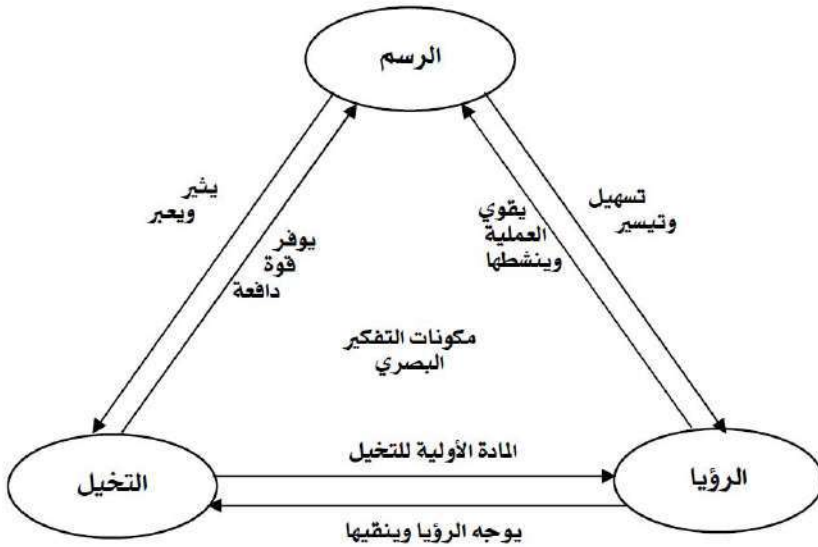 الرسم
يثير
ويعبر
يوفر
قوة
دافعة
يقوي
العملية
وينشطها
تسهيل
وتيسير
مكونات التفكير
البصري
التخيل
المادة الأولية للتخيل
الرؤيا
يوجه الرؤيا وينقيها